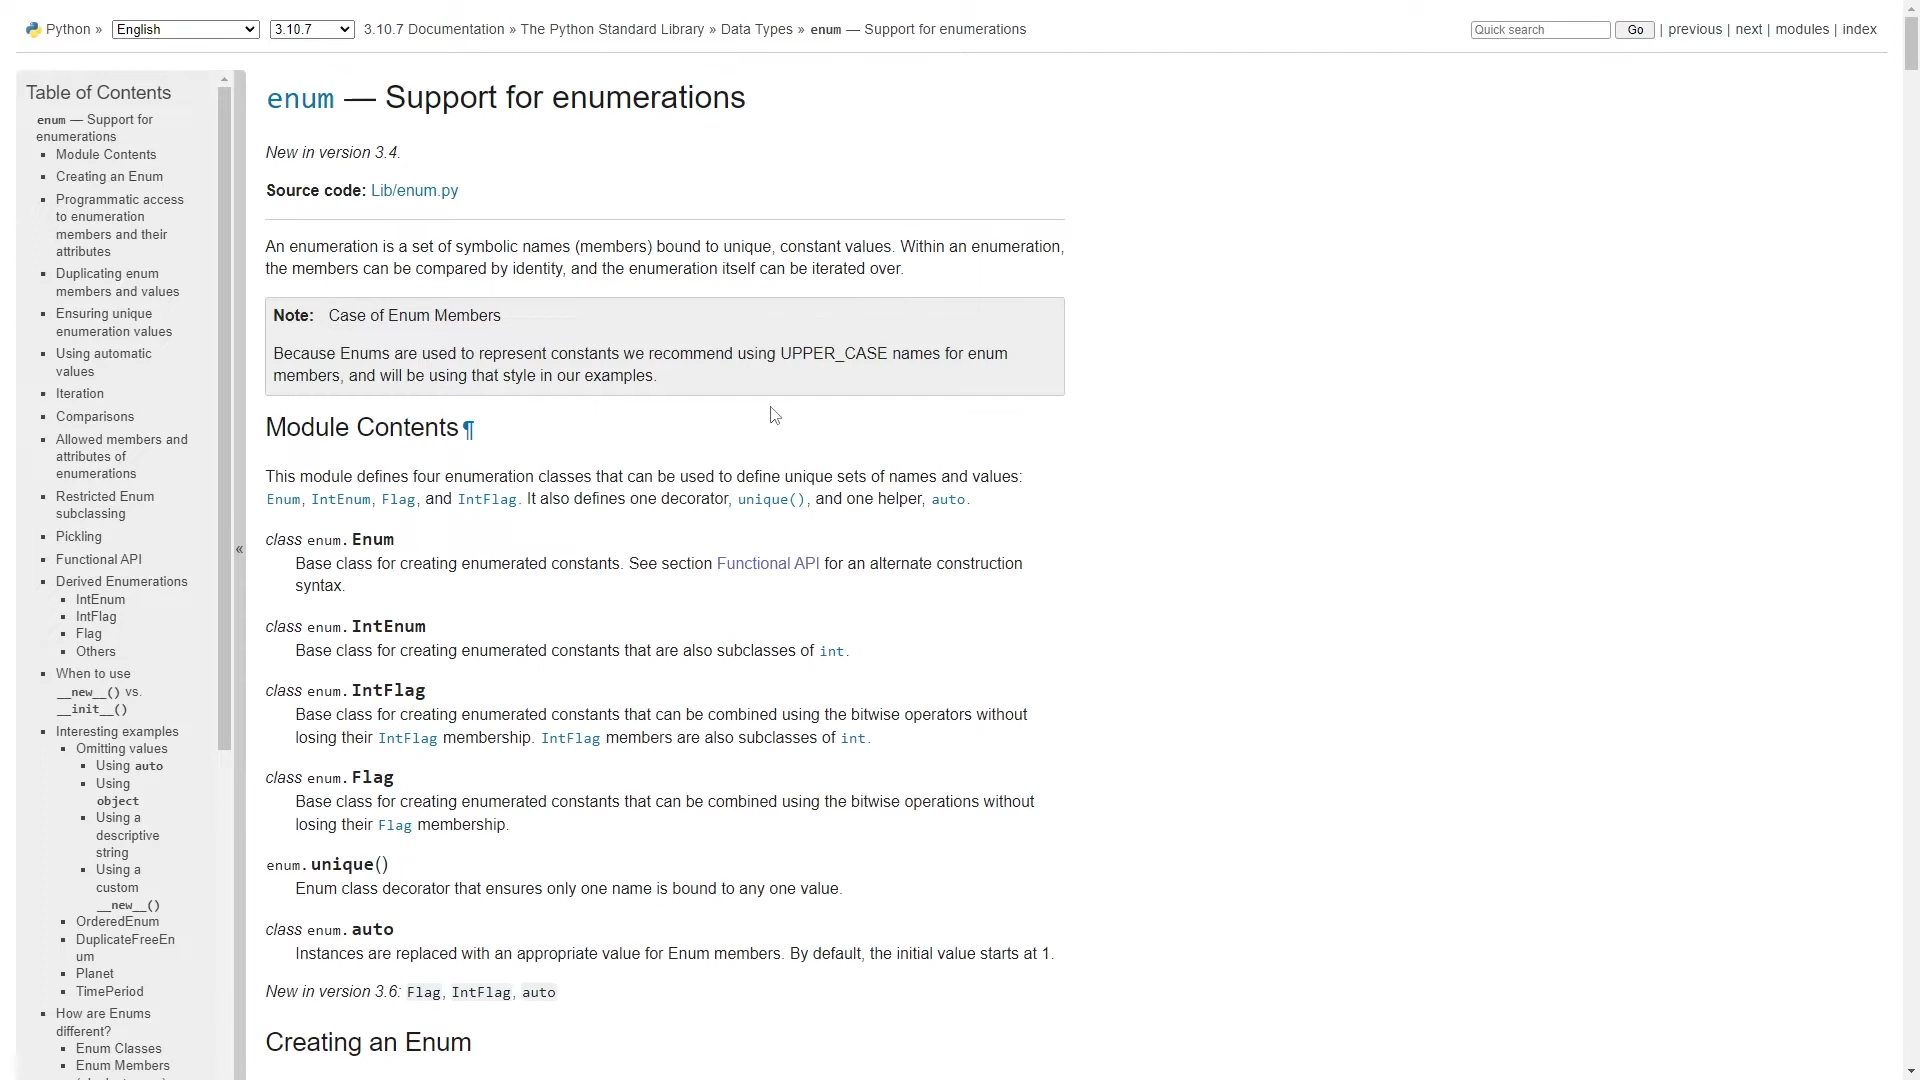 Python » English 3.10.7 3.10.7 Documentation » The Python Standard Library » Data Types » enum — Support for enumerations Quick search Go | previous | next | modules | index
Table of Contents
enum — Support for
enumerations
Module Contents
Creating an Enum
Programmatic access
to enumeration
members and their
attributes
Duplicating enum
members and values
Ensuring unique
enumeration values
Using automatic
values
Iteration
Comparisons
Allowed members and
attributes of
enumerations
Restricted Enum
subclassing
Pickling
Functional API
Derived Enumerations
IntEnum
IntFlag
Flag
Others
When to use
__new__() vs.
__init__()
Interesting examples
Omitting values
Using auto
Using
object
Using a
descriptive
string
Using a
custom
__new__()
OrderedEnum
DuplicateFreeEn
um
Planet
TimePeriod
How are Enums
different?
Enum Classes
Enum Members
«
enum — Support for enumerations
New in version 3.4.
Source code: Lib/enum.py
An enumeration is a set of symbolic names (members) bound to unique, constant values. Within an enumeration,
the members can be compared by identity, and the enumeration itself can be iterated over.
Note: Case of Enum Members
Because Enums are used to represent constants we recommend using UPPER_CASE names for enum
members, and will be using that style in our examples.
Module Contents¶
This module defines four enumeration classes that can be used to define unique sets of names and values:
Enum, IntEnum, Flag, and IntFlag. It also defines one decorator, unique(), and one helper, auto.
class enum.Enum
Base class for creating enumerated constants. See section Functional API for an alternate construction
syntax.
class enum.IntEnum
Base class for creating enumerated constants that are also subclasses of int.
class enum.IntFlag
Base class for creating enumerated constants that can be combined using the bitwise operators without
losing their IntFlag membership. IntFlag members are also subclasses of int.
class enum.Flag
Base class for creating enumerated constants that can be combined using the bitwise operations without
losing their Flag membership.
enum.unique()
Enum class decorator that ensures only one name is bound to any one value.
class enum.auto
Instances are replaced with an appropriate value for Enum members. By default, the initial value starts at 1.
New in version 3.6: Flag, IntFlag, auto
Creating an Enum